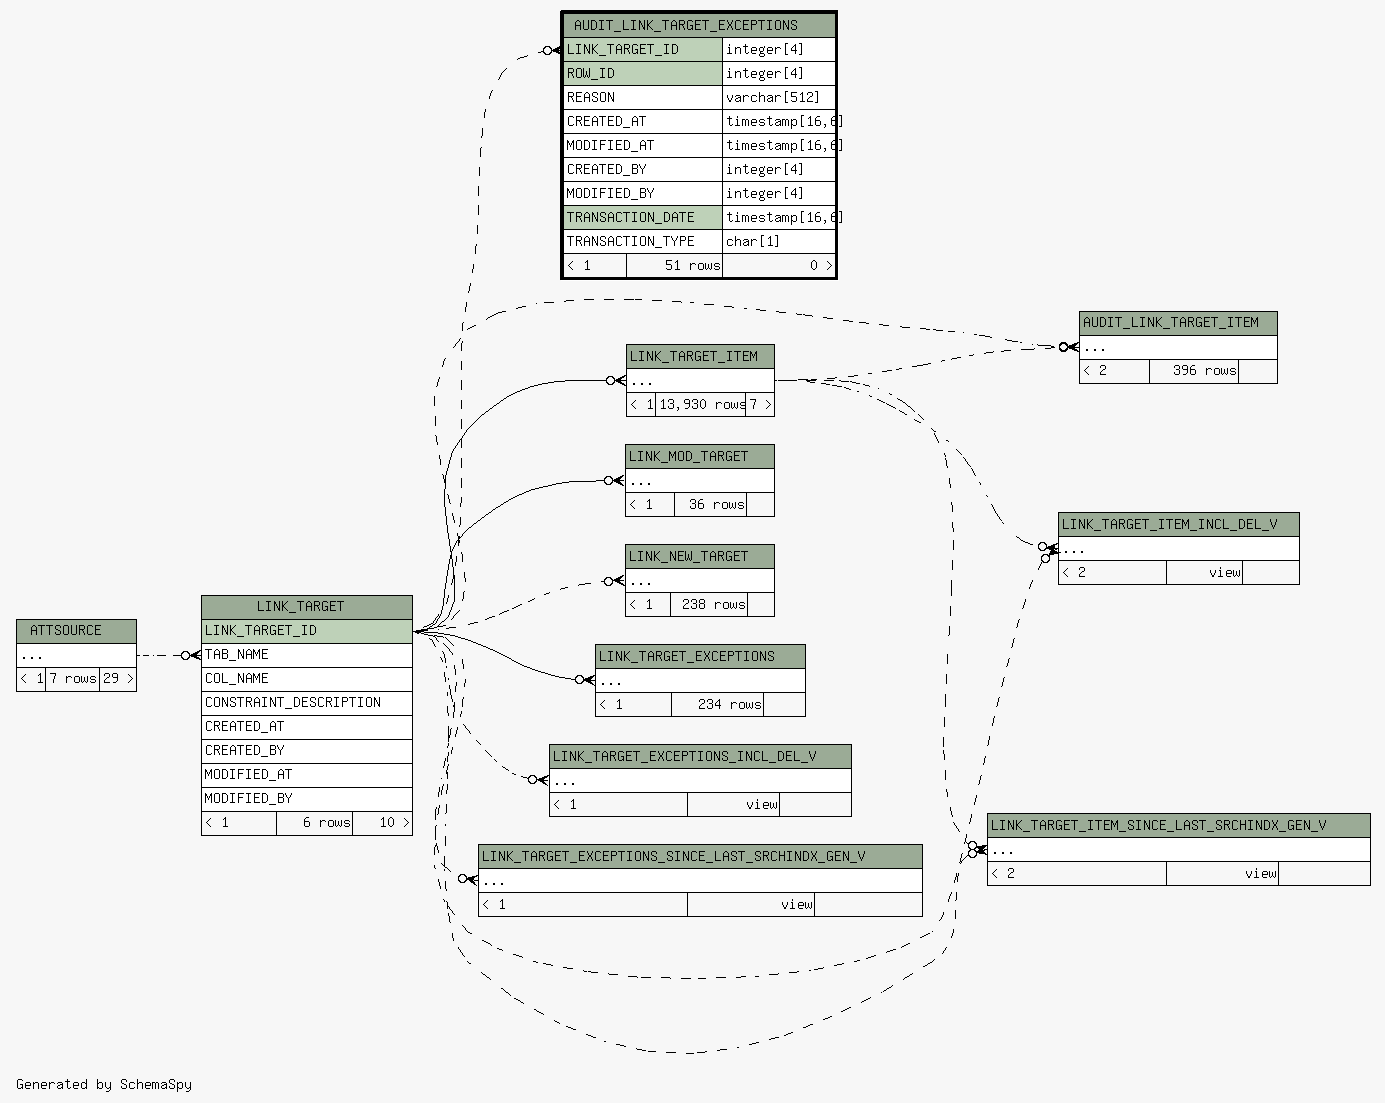 AUDIT_LINK_TARGET_EXCEPTIONS
LINK_TARGET_ID integer[4]
ROW_ID integer[4]
REASON varchar[512]
CREATED_AT timestamp[16,6]
MODIFIED_AT timestamp[16,6]
CREATED_BY integer[4]
MODIFIED_BY integer[4]
TRANSACTION_DATE timestamp[16,6]
TRANSACTION_TYPE char[1]
< 1 51 rows 0 >
AUDIT_LINK_TARGET_ITEM
...
< 2 396 rows
LINK_TARGET_ITEM
...
< 1 13,930 rows 7 >
LINK_MOD_TARGET
...
< 1 36 rows
LINK_TARGET_ITEM_INCL_DEL_V
...
< 2 view
LINK_NEW_TARGET
...
< 1 238 rows
ATTSOURCE
...
< 1 7 rows 29 >
LINK_TARGET
LINK_TARGET_ID
TAB_NAME
COL_NAME
CONSTRAINT_DESCRIPTION
CREATED_AT
CREATED_BY
MODIFIED_AT
MODIFIED_BY
< 1 6 rows 10 >
LINK_TARGET_EXCEPTIONS
...
< 1 234 rows
LINK_TARGET_EXCEPTIONS_INCL_DEL_V
...
< 1 view
LINK_TARGET_ITEM_SINCE_LAST_SRCHINDX_GEN_V
...
< 2 view
LINK_TARGET_EXCEPTIONS_SINCE_LAST_SRCHINDX_GEN_V
...
< 1 view
Generated by SchemaSpy